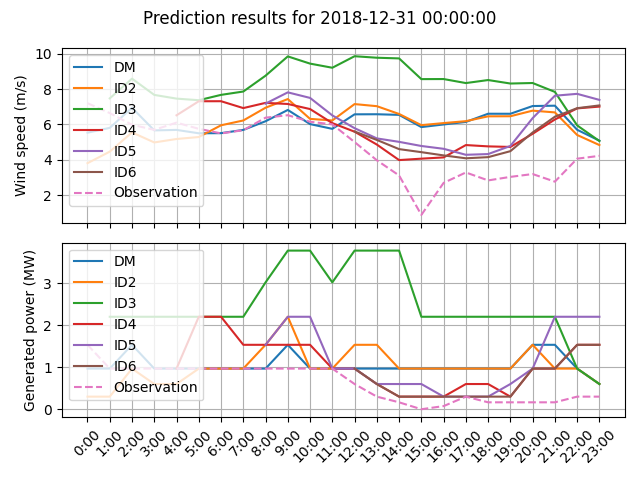 Prediction results for 2018-12-31 00:00:00
Wind speed (m/s)
10
8
6
4
2
DM
ID2
ID3
ID4
ID5
ID6
Observation
Generated power (MW)
3
2
1
0
DM
ID2
ID3
ID4
ID5
ID6
Observation
0:00 1:00 2:00 3:00 4:00 5:00 6:00 7:00 8:00 9:00 10:00 11:00 12:00 13:00 14:00 15:00 16:00 17:00 18:00 19:00 20:00 21:00 22:00 23:00